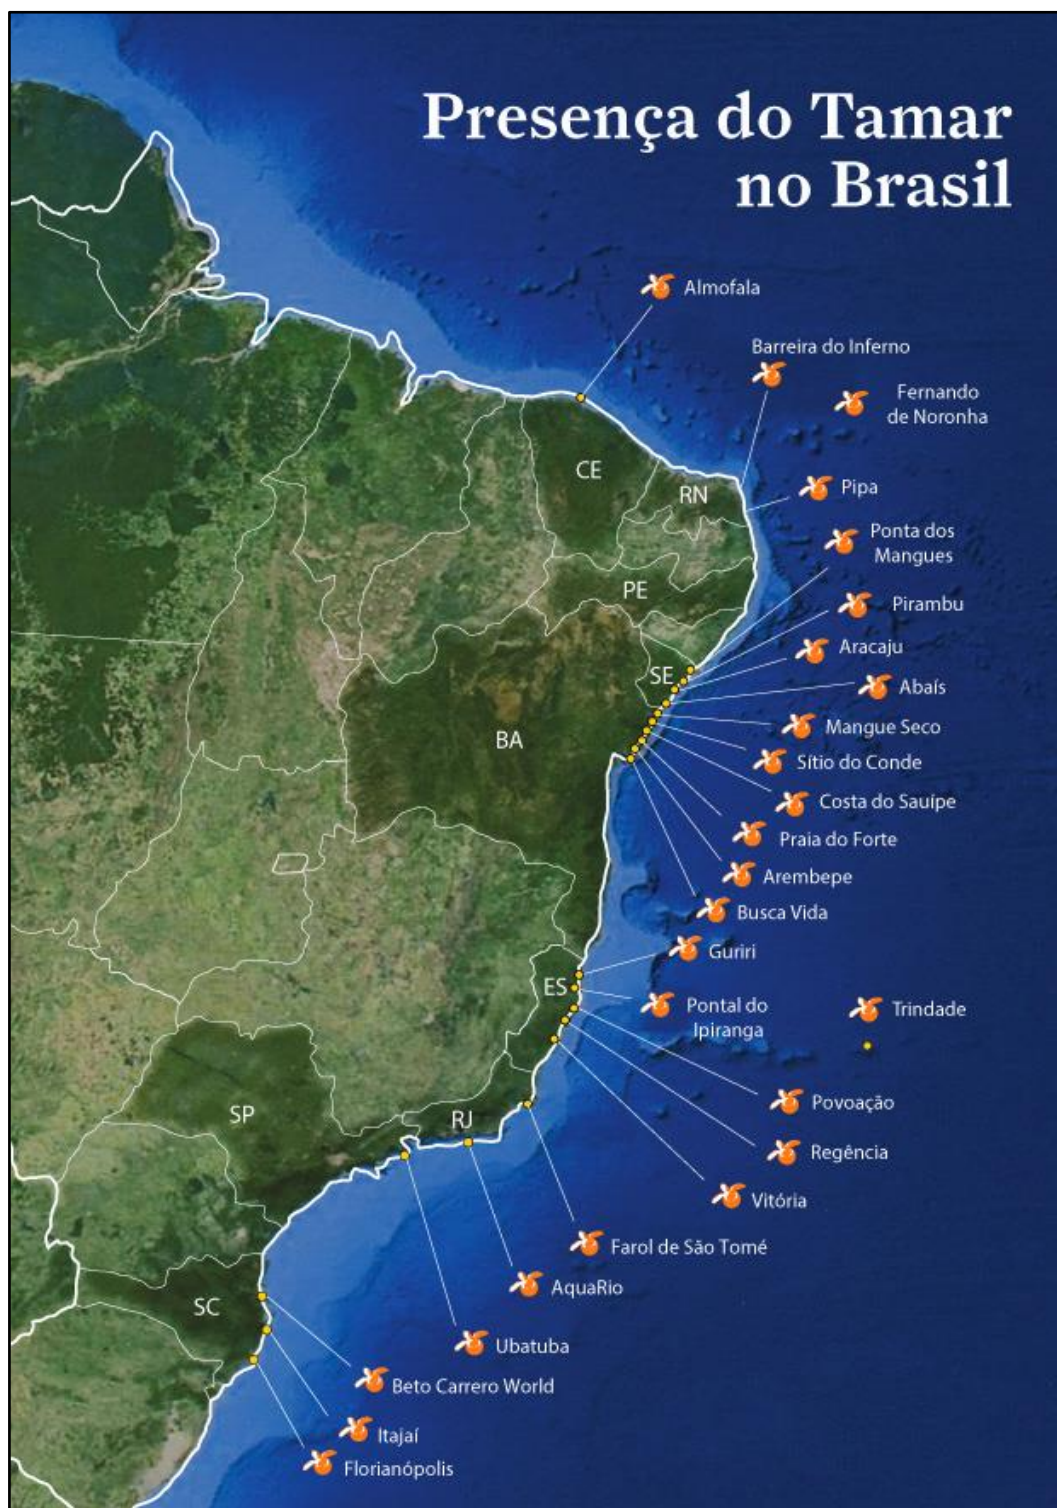 Presença do Tamar
no Brasil
Almofala
Barreira do Inferno
Fernando
de Noronha
CE
RN
Pipa
Ponta dos
Mangues
PE
Pirambu
Aracaju
SE
Abaís
Mangue Seco
BA
Sítio do Conde
Costa do Sauípe
Praia do Forte
Arembepe
Busca Vida
Guriri
ES
Pontal do
Ipiranga
Trindade
Povoação
SP
RJ
Regência
Vitória
Farol de São Tomé
AquaRio
SC
Ubatuba
Beto Carrero World
Itajaí
Florianópolis